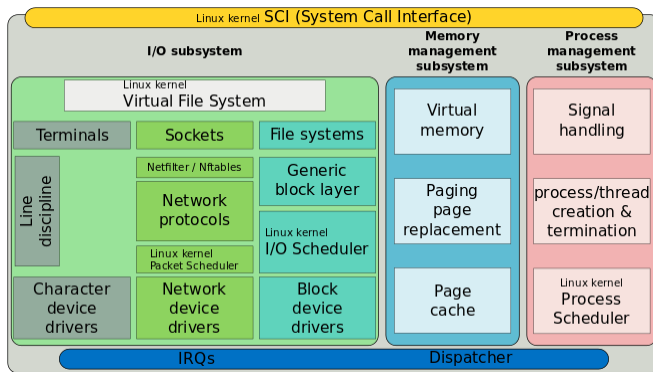 Linux kernel SCI (System Call Interface)
I/O subsystem
Memory
management
subsystem
Process
management
subsystem
Linux kernel
Virtual File System
Terminals
Sockets
File systems
Netfilter / Nftables
Line
discipline
Network
protocols
Generic
block layer
Linux kernel
Packet Scheduler
Linux kernel
I/O Scheduler
Character
device
drivers
Network
device
drivers
Block
device
drivers
Virtual
memory
Paging
page
replacement
Page
cache
Signal
handling
process/thread
creation &
termination
Linux kernel
Process
Scheduler
IRQs
Dispatcher